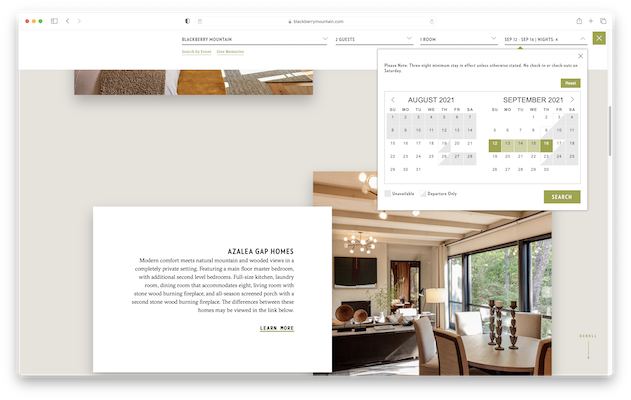 blackberrymountain.com
BLACKBERRY MOUNTAIN
2 GUESTS
1 ROOM
SEP 12 - SEP 16 | NIGHTS: 4
Search by Event
Live Rainaries
Please Note: Three night minimum stay in effect unless otherwise stated. No check in or check outs on
Saturday.
Reset
AUGUST 2021
SU MO TU WE TH FR SA
1 2 3 4 5 6 7
8 9 10 11 12 13 14
15 16 17 18 19 20 21
22 23 24 25 26 27 28
29 30 31
SEPTEMBER 2021
SU MO TU WE TH FR SA
1 2 3 4
5 6 7 8 9 10 11
12 13 14 15 16 17 18
19 20 21 22 23 24 25
26 27 28 29 30
Unavailable
Departure Only
SEARCH
AZALEA GAP HOMES
Modern comfort meets natural mountain and wooded views in a
completely private setting. Featuring a main floor master bedroom,
with additional second level bedrooms. Full-size kitchen, laundry
room, dining room that accommodates eight, living room with
stone wood burning fireplace, and all-season screened porch with a
second stone wood burning fireplace. The differences between these
homes may be viewed in the link below.
LEARN MORE
SCROLL